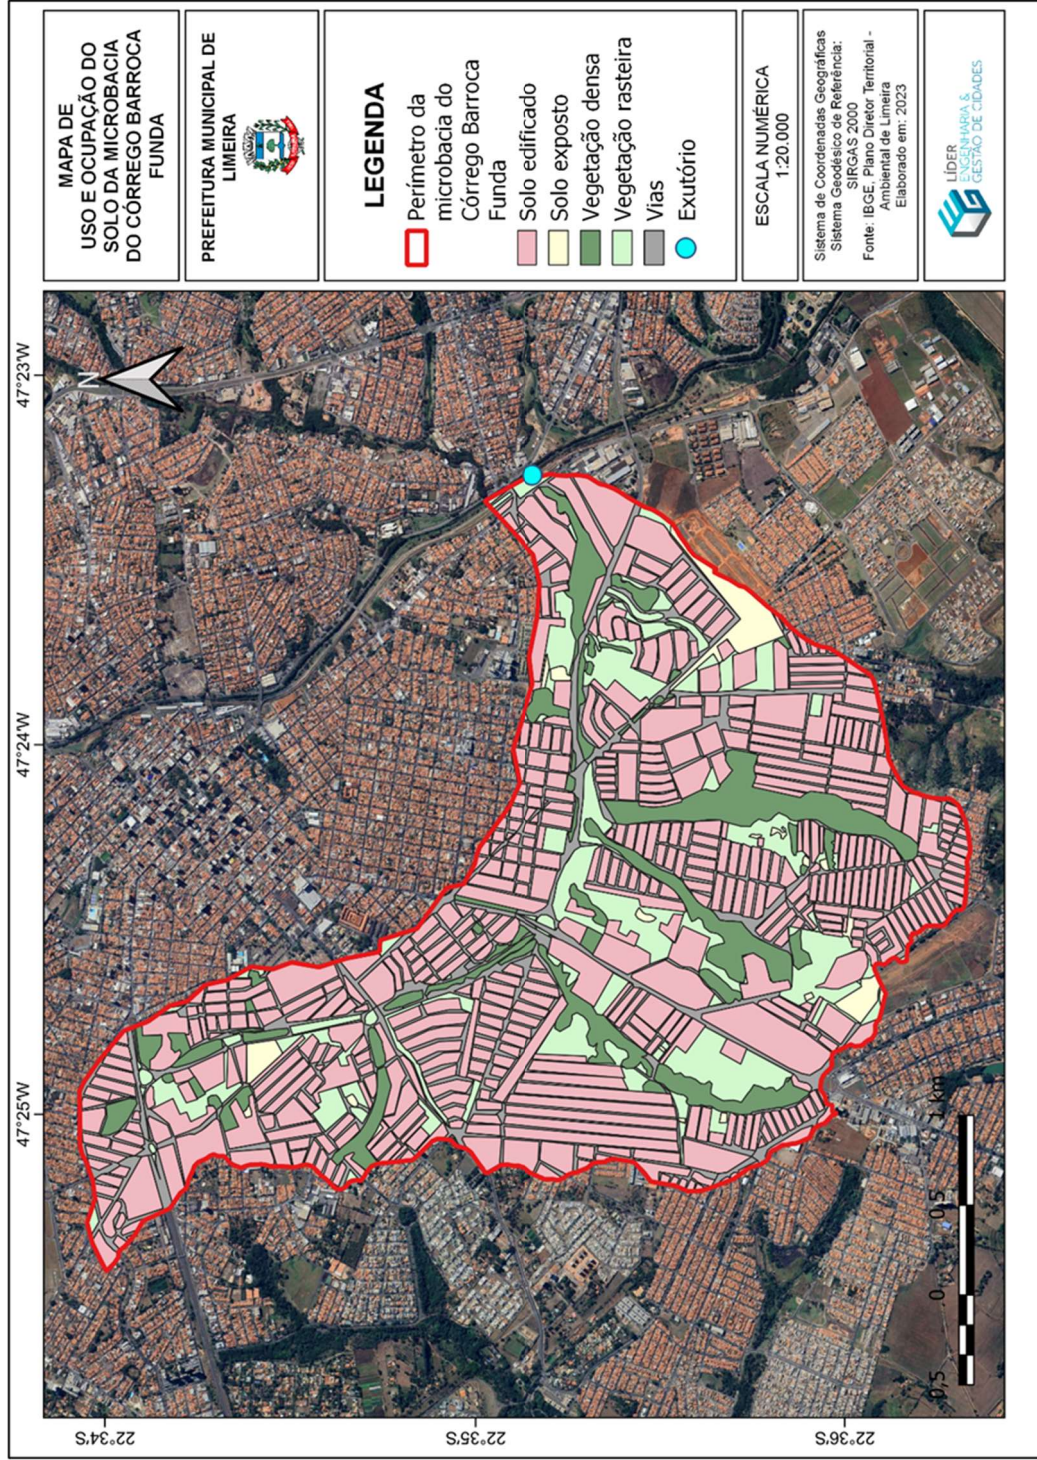 MAPA DE
USO E OCUPAÇÃO DO
SOLO DA MICROBACIA
DO CÓRREGO BARROCA
FUNDA
PREFEITURA MUNICIPAL DE
LIMEIRA
LEGENDA
Perímetro da
microbacia do
Córrego Barroca
Funda
Solo edificado
Solo exposto
Vegetação densa
Vegetação rasteira
Vias
Exutório
ESCALA NUMÉRICA
1:20.000
Sistema de Coordenadas Geográficas
Sistema Geodésico de Referência:
SIRGAS 2000
Fonte: IBGE, Plano Diretor Territorial -
Ambiental de Limeira
Elaborado em: 2023
LÍDER
ENGENHARIA &
GESTÃO DE CIDADES
47°25'W
47°24'W
47°23'W
22°34'S
22°35'S
22°36'S
N
0,5 0 0,5 1 km